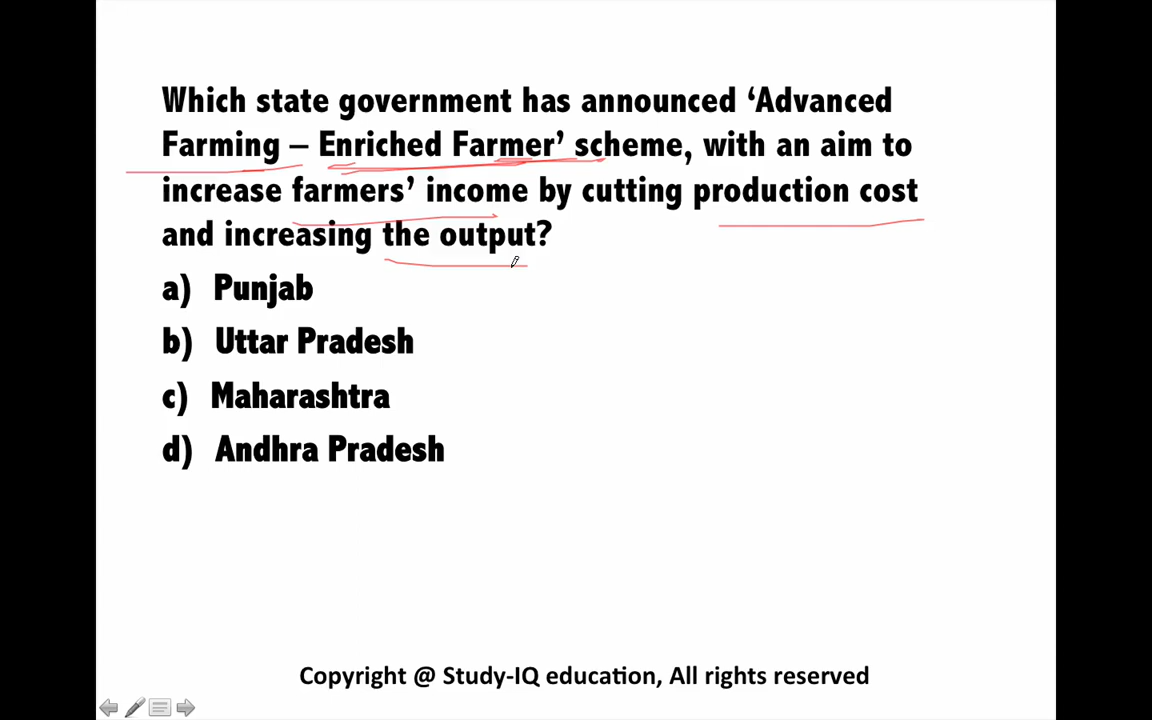 Which state government has announced ‘Advanced
Farming – Enriched Farmer’ scheme, with an aim to
increase farmers’ income by cutting production cost
and increasing the output?
a) Punjab
b) Uttar Pradesh
c) Maharashtra
d) Andhra Pradesh
Copyright @ Study-IQ education, All rights reserved